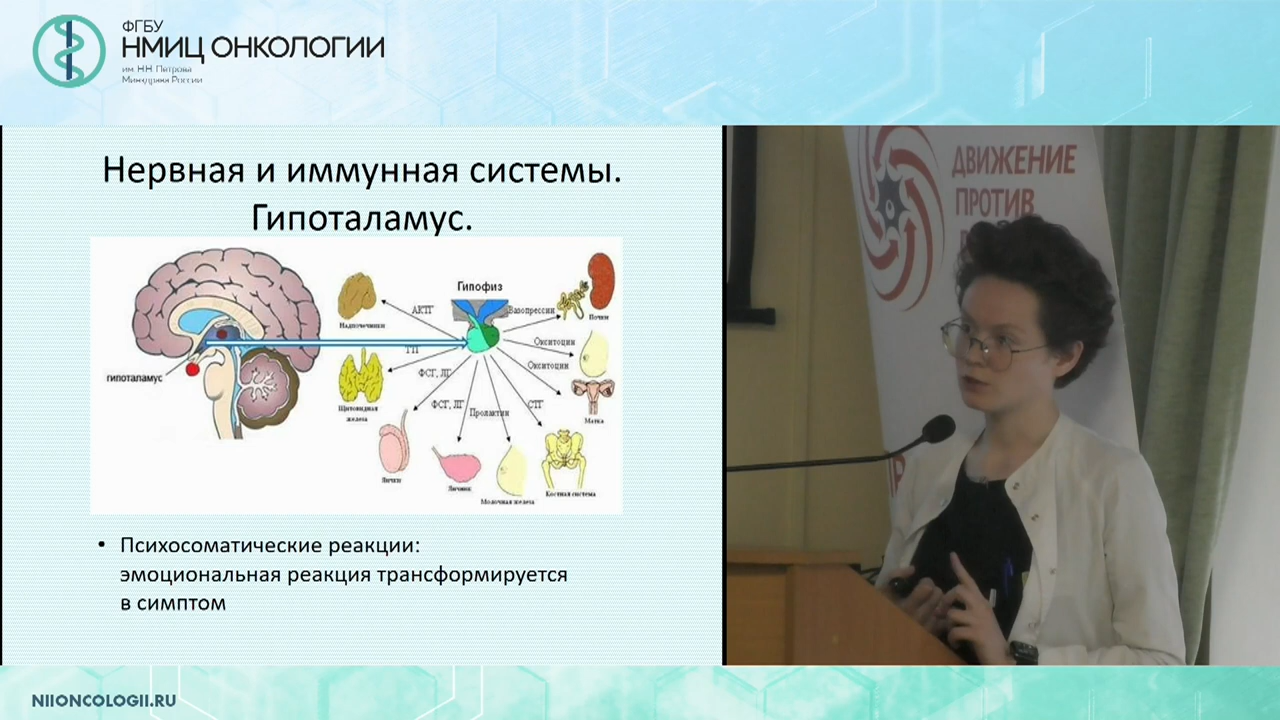 ФГБУ
НМИЦ ОНКОЛОГИИ
им. Н.Н. Петрова
Минздрава России
Нервная и иммунная системы.
Гипоталамус.
гипоталамус
Гипофиз
АКТГ
Надпочечники
ТТГ
Щитовидная
железа
ФСГ, ЛГ
Яички
ФСГ, ЛГ
Яичник
Пролактин
Молочная железа
СТГ
Костная система
Вазопрессин
Почки
Окситоцин
Окситоцин
Матка
• Психосоматические реакции:
эмоциональная реакция трансформируется
в симптом
ДВИЖЕНИЕ
ПРОТИВ
NIIONCOLOGII.RU